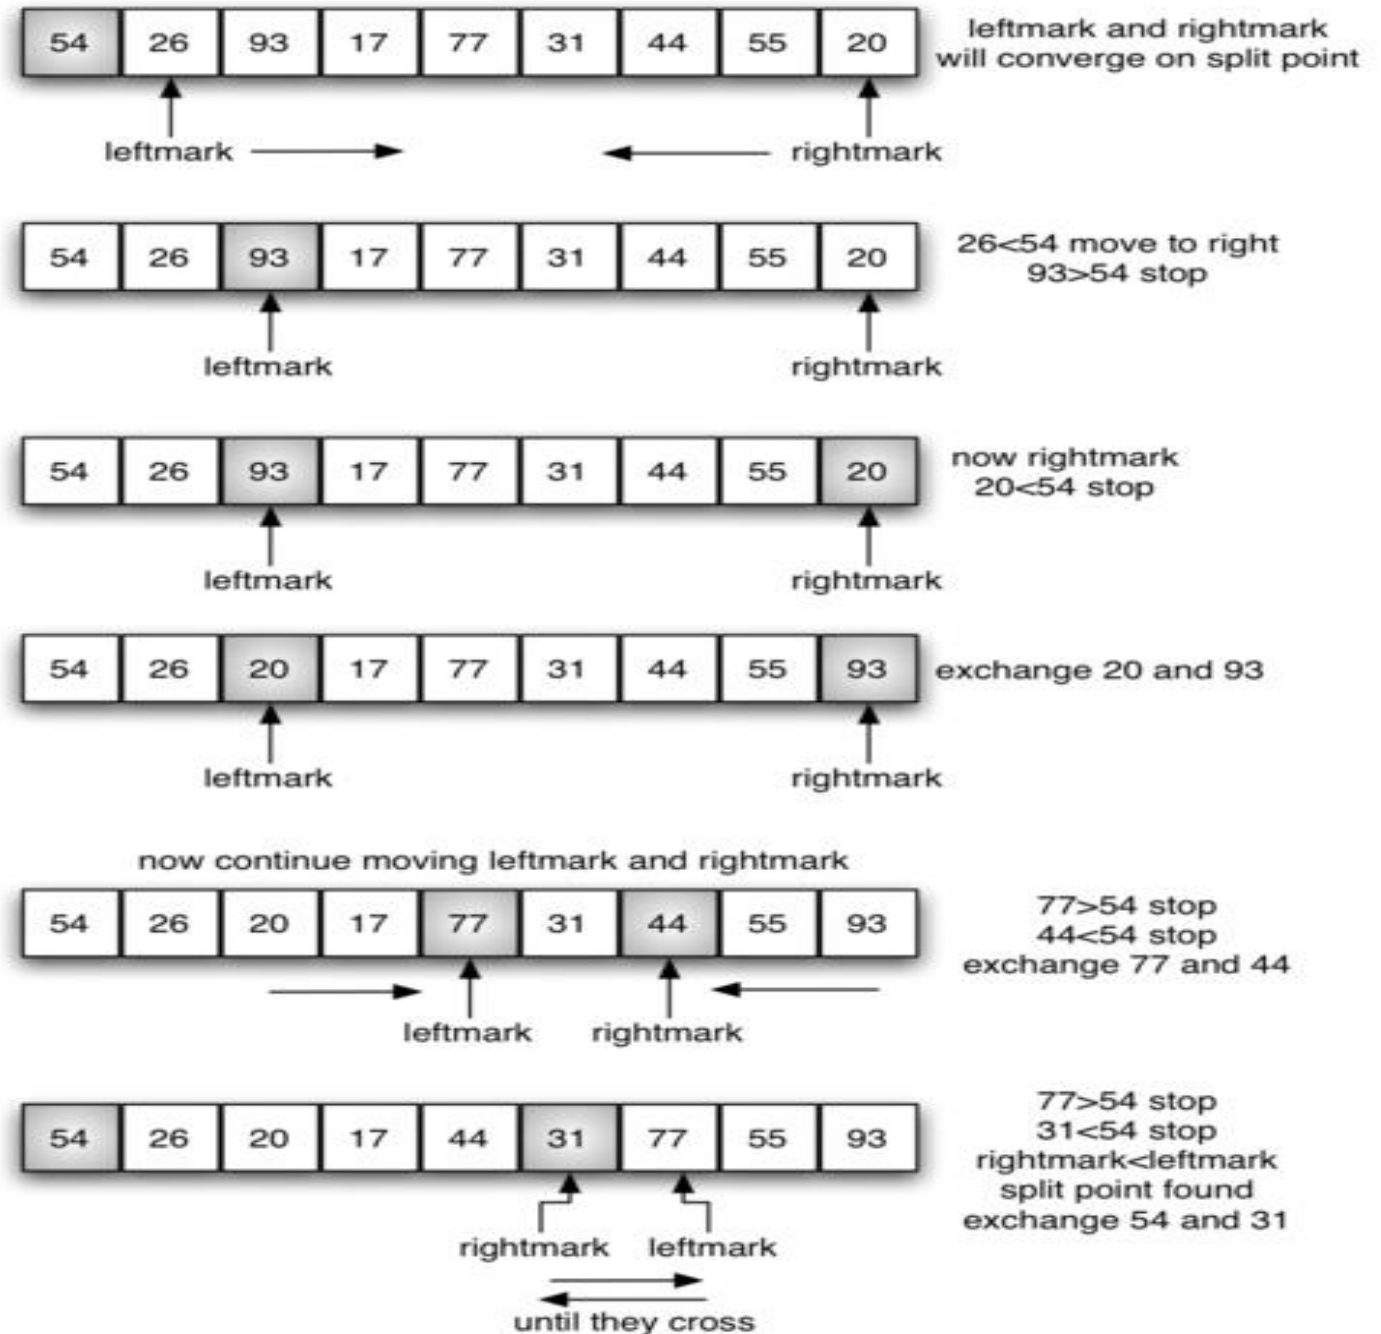 54 26 93 17 77 31 44 55 20
leftmark and rightmark
will converge on split point
leftmark rightmark
54 26 93 17 77 31 44 55 20
26<54 move to right
93>54 stop
leftmark rightmark
54 26 93 17 77 31 44 55 20
now rightmark
20<54 stop
leftmark rightmark
54 26 20 17 77 31 44 55 93
exchange 20 and 93
leftmark rightmark
now continue moving leftmark and rightmark
54 26 20 17 77 31 44 55 93
77>54 stop
44<54 stop
exchange 77 and 44
leftmark rightmark
54 26 20 17 44 31 77 55 93
77>54 stop
31<54 stop
rightmark<leftmark
split point found
exchange 54 and 31
rightmark leftmark
until they cross